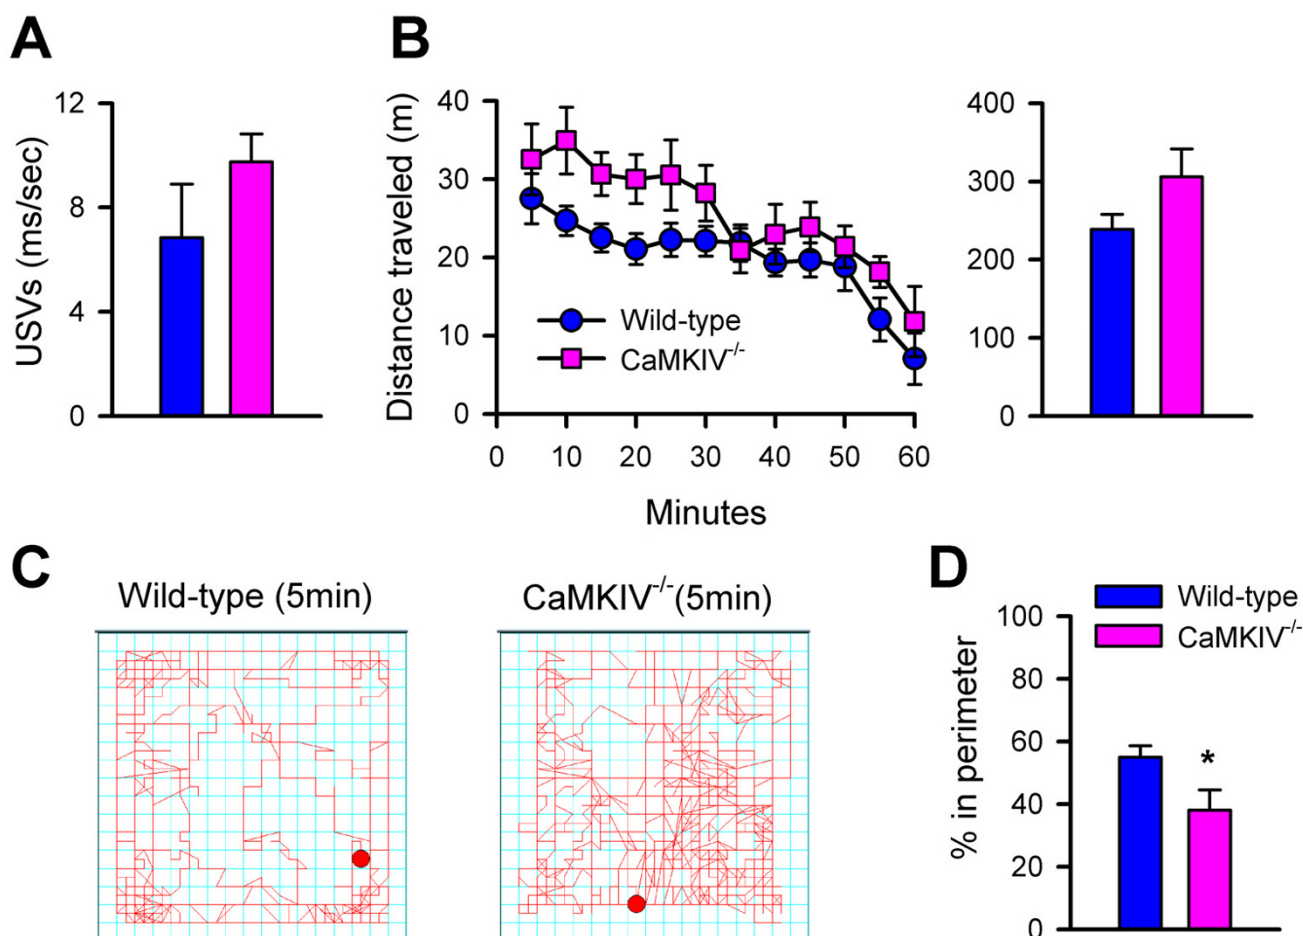 A
USVs (ms/sec)
12
8
4
0
B
Distance traveled (m)
40
30
20
10
0
Wild-type
CaMKIV-/-
0 10 20 30 40 50 60
Minutes
400
300
200
100
0
C
Wild-type (5min)
CaMKIV-/-(5min)
D
Wild-type
CaMKIV-/-
% in perimeter
100
80
60
40
20
0
*